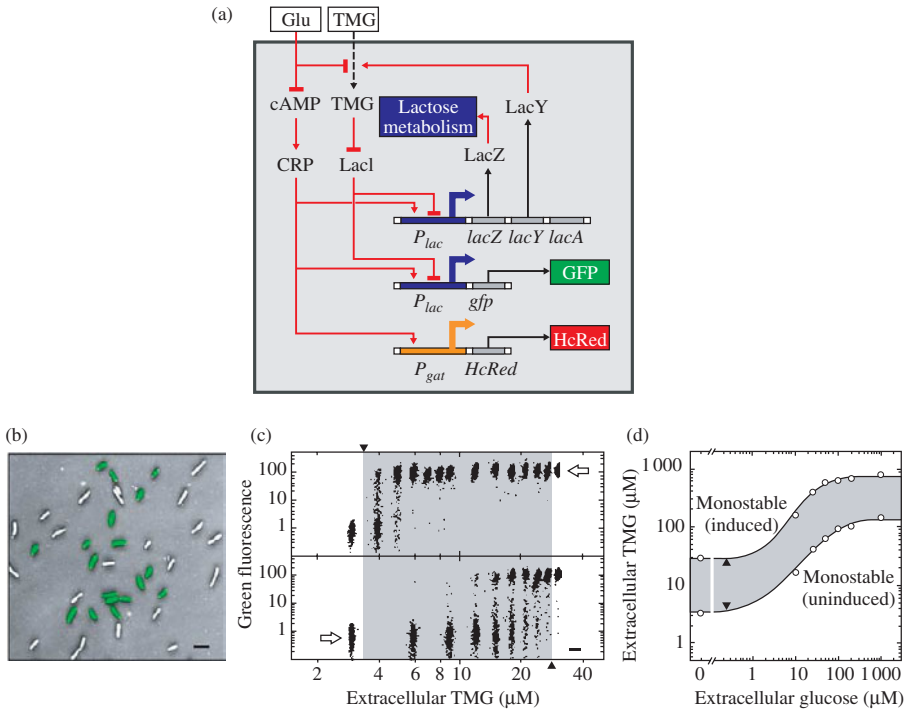 (a)
Glu
TMG
cAMP
TMG
Lactose
metabolism
LacY
CRP
LacI
LacZ
P_lac
lacZ
lacY
lacA
GFP
P_lac
gfp
HcRed
P_gat
HcRed
(b)
(c)
Green fluorescence
100
10
1
100
10
1
2
4
6
8
10
20
40
Extracellular TMG (μM)
(d)
Extracellular TMG (μM)
1 000
100
10
1
Monostable
(induced)
Monostable
(uninduced)
0
1
10
100
1 000
Extracellular glucose (μM)